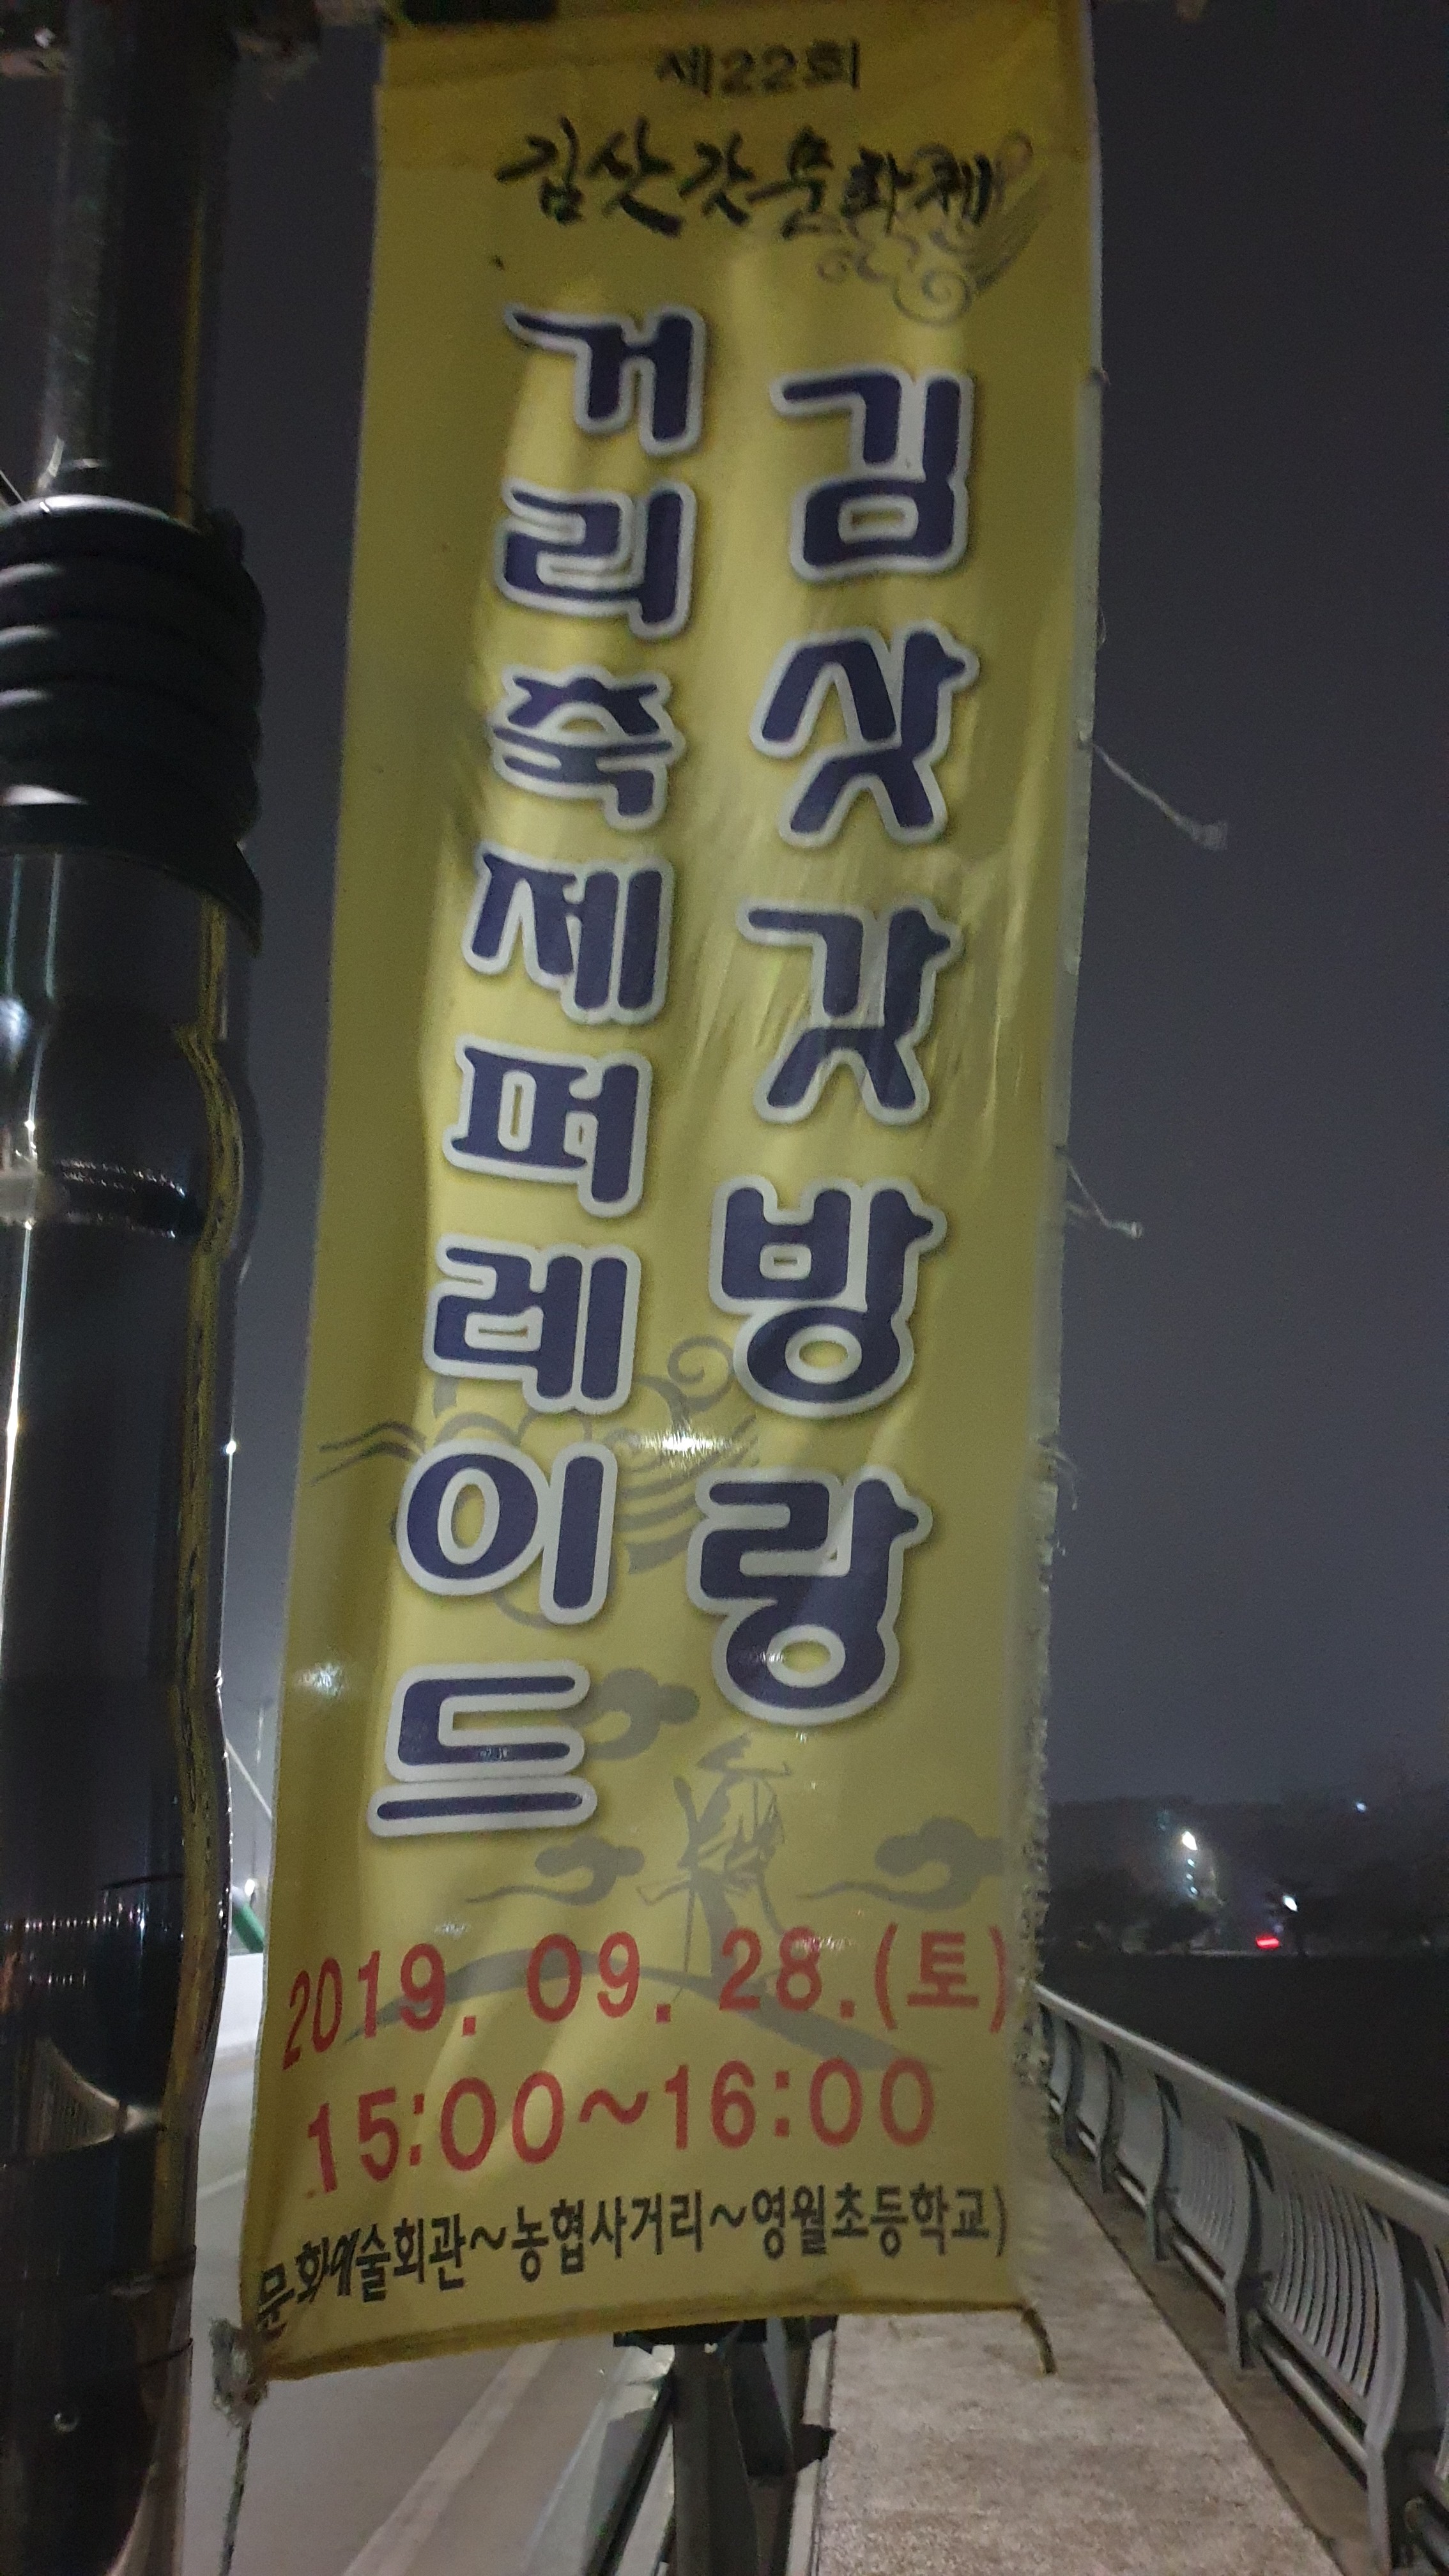 제22회
김삿갓문화제
김삿갓방랑
거리축제퍼레이드
2019. 09. 28.(토)
15:00~16:00
문화예술회관~농협사거리~영월초등학교)